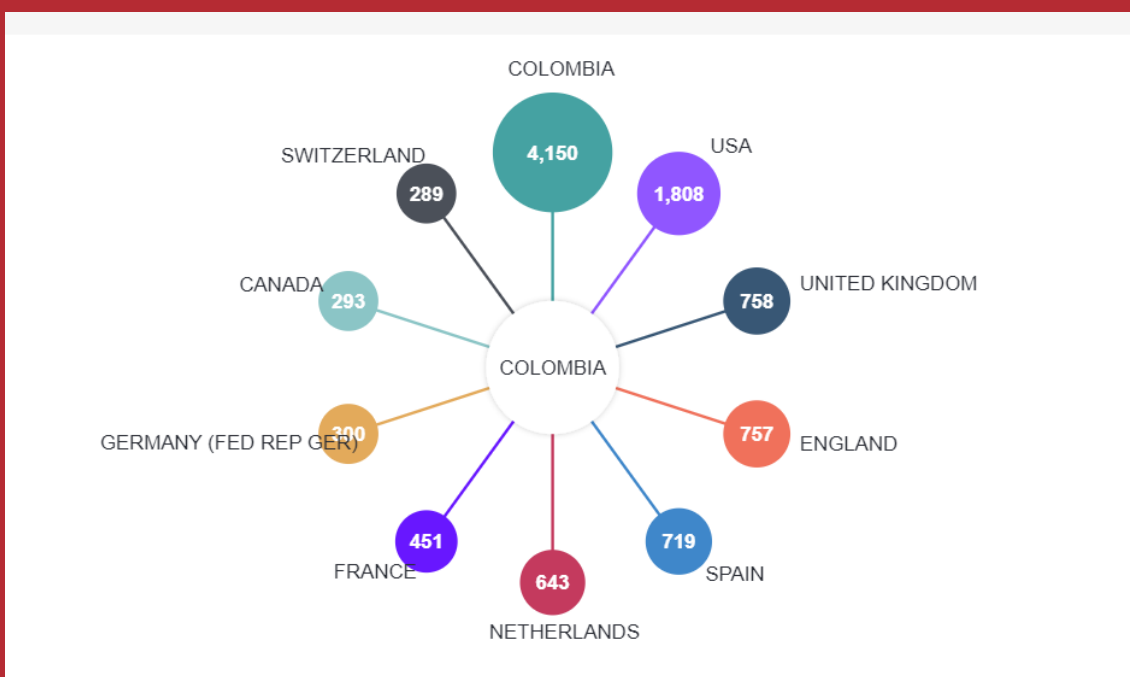 COLOMBIA
4,150
USA
1,808
UNITED KINGDOM
758
757
ENGLAND
719
SPAIN
643
NETHERLANDS
451
FRANCE
300
GERMANY (FED REP GER)
CANADA
293
SWITZERLAND
289
COLOMBIA